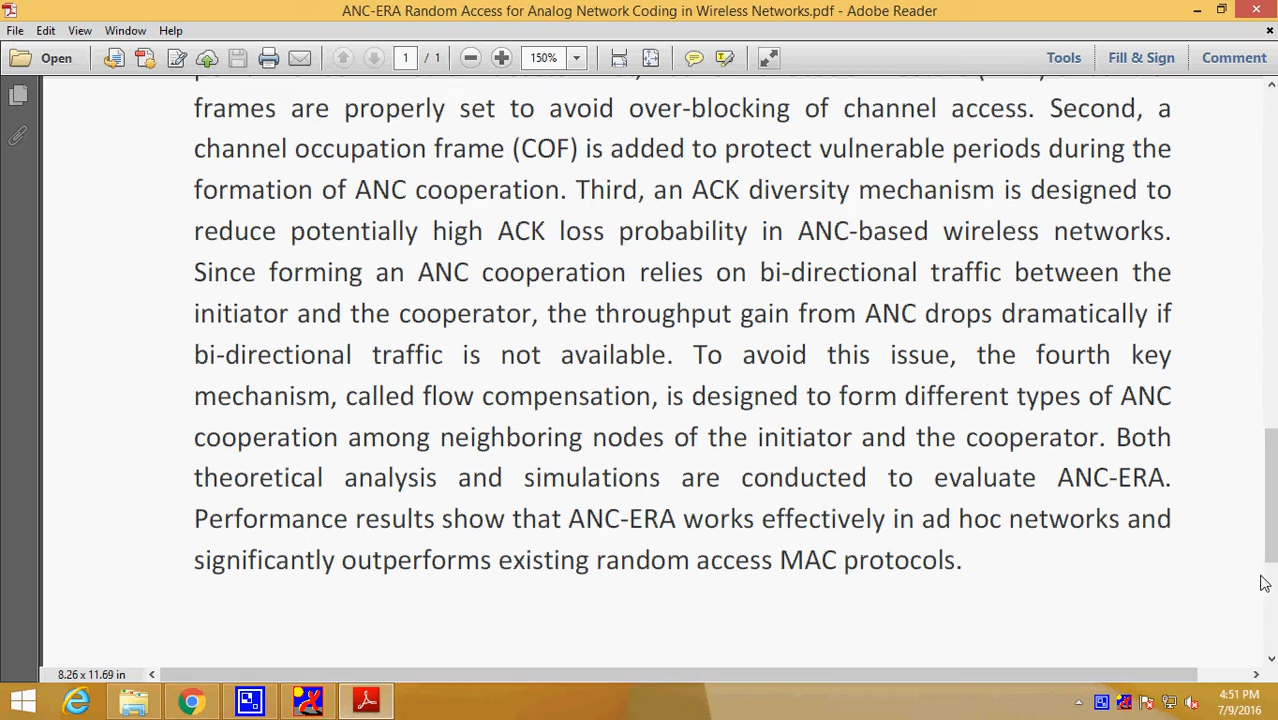 ANC-ERA Random Access for Analog Network Coding in Wireless Networks.pdf - Adobe Reader
File Edit View Window Help
Open 1 / 1 150% Tools Fill & Sign Comment
frames are properly set to avoid over-blocking of channel access. Second, a
channel occupation frame (COF) is added to protect vulnerable periods during the
formation of ANC cooperation. Third, an ACK diversity mechanism is designed to
reduce potentially high ACK loss probability in ANC-based wireless networks.
Since forming an ANC cooperation relies on bi-directional traffic between the
initiator and the cooperator, the throughput gain from ANC drops dramatically if
bi-directional traffic is not available. To avoid this issue, the fourth key
mechanism, called flow compensation, is designed to form different types of ANC
cooperation among neighboring nodes of the initiator and the cooperator. Both
theoretical analysis and simulations are conducted to evaluate ANC-ERA.
Performance results show that ANC-ERA works effectively in ad hoc networks and
significantly outperforms existing random access MAC protocols.
8.26 x 11.69 in
4:51 PM
7/9/2016